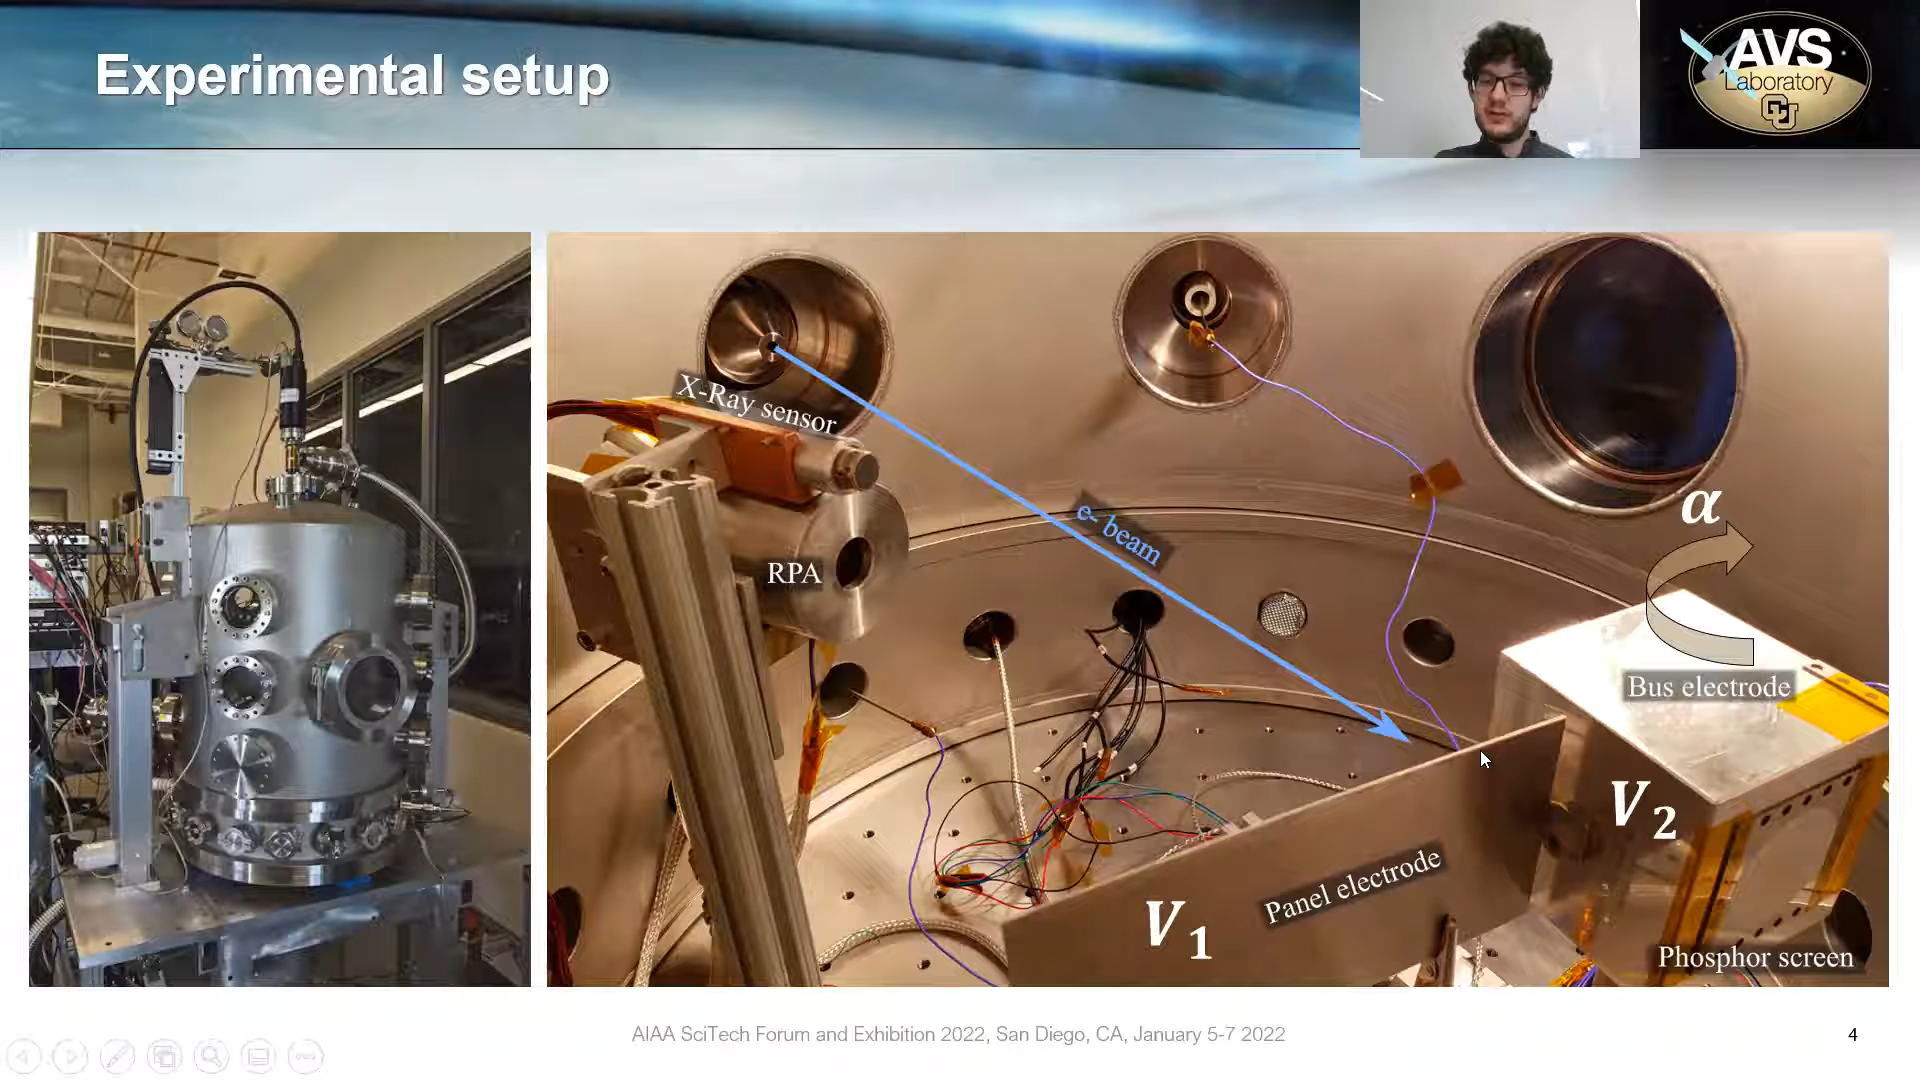 Experimental setup
AVS
Laboratory
CU
X-Ray sensor
e- beam
RPA
α
Bus electrode
V2
Panel electrode
V1
Phosphor screen
AIAA SciTech Forum and Exhibition 2022, San Diego, CA, January 5-7 2022
4